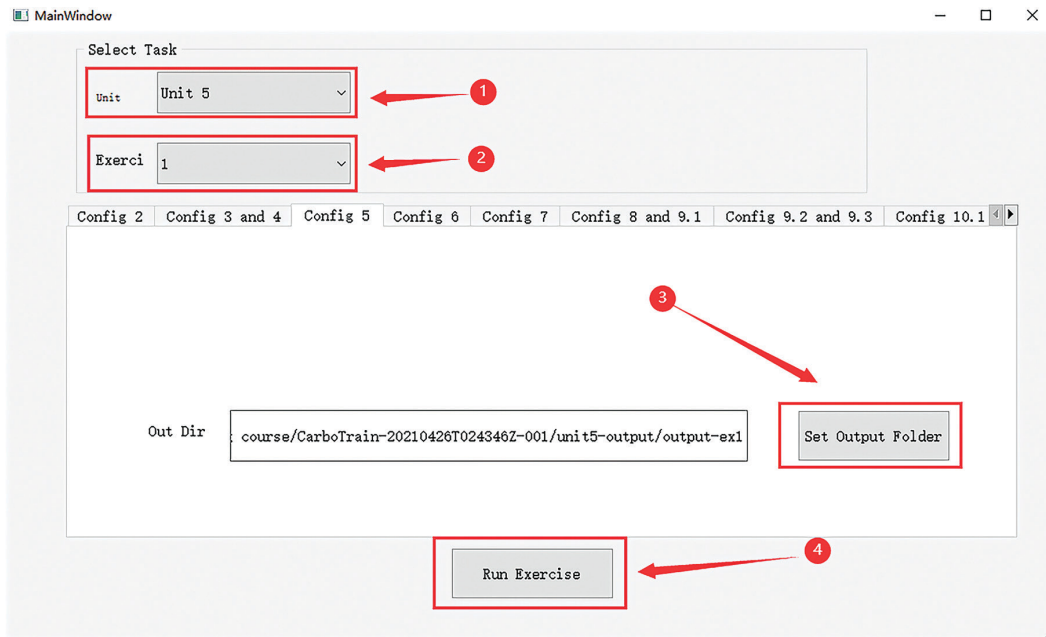 MainWindow
Select Task
Unit Unit 5
1
Exerci 1
2
Config 2 Config 3 and 4 Config 5 Config 6 Config 7 Config 8 and 9.1 Config 9.2 and 9.3 Config 10.1
3
Out Dir : course/CarboTrain-20210426T024346Z-001/unit5-output/output-ex1 Set Output Folder
Run Exercise
4